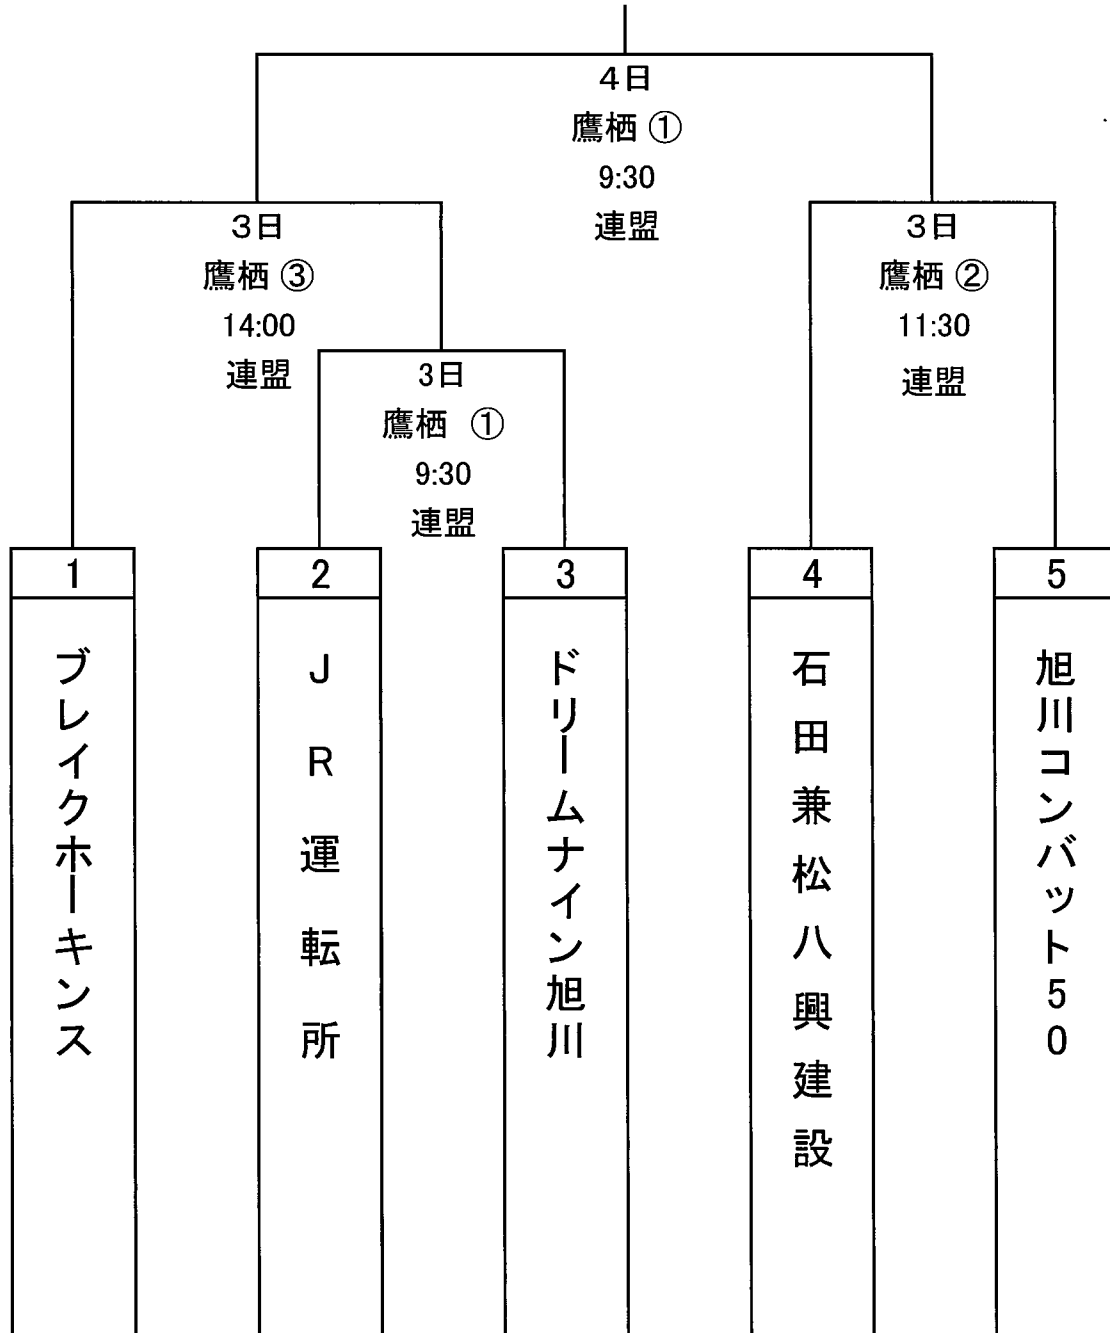 4日
鷹栖 ①
9:30
連盟
3日
鷹栖 ③
14:00
連盟
3日
鷹栖 ②
11:30
連盟
3日
鷹栖 ①
9:30
連盟
1
2
3
4
5
ブレイクホーキンス
JR運転所
ドリームナイン旭川
石田兼松八興建設
旭川コンバット50